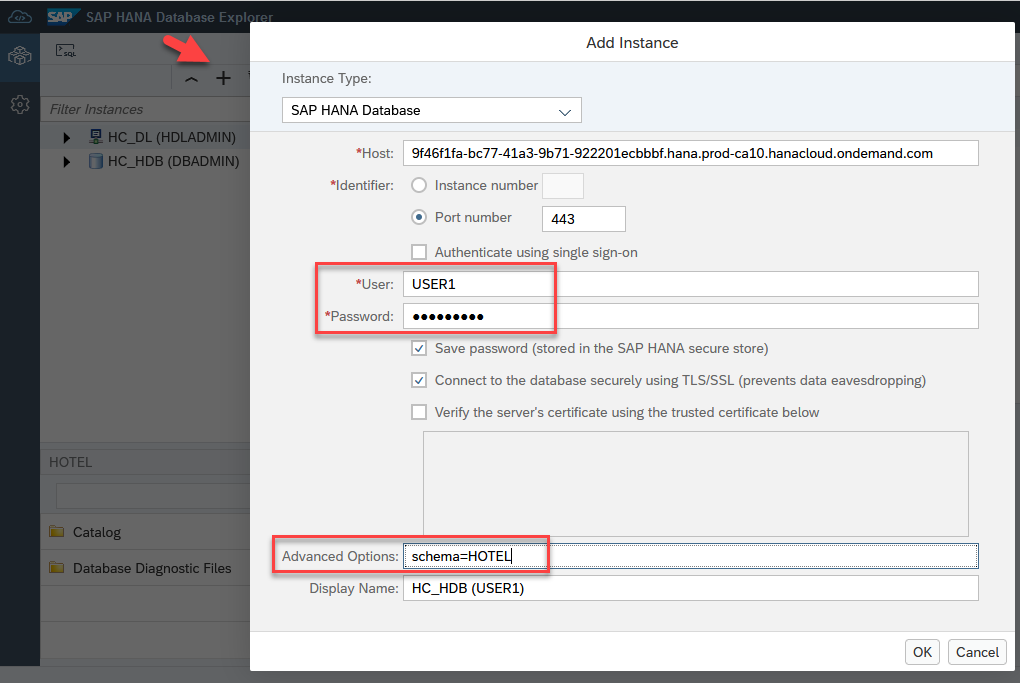 SAP SAP HANA Database Explorer
SQL
Filter Instances
HC_DL (HDLADMIN)
HC_HDB (DBADMIN)
HOTEL
Catalog
Database Diagnostic Files
Add Instance
Instance Type:
SAP HANA Database
*Host: 9f46f1fa-bc77-41a3-9b71-922201ecbbbf.hana.prod-ca10.hanacloud.ondemand.com
*Identifier: Instance number
Port number 443
Authenticate using single sign-on
*User: USER1
*Password: ●●●●●●●●●
Save password (stored in the SAP HANA secure store)
Connect to the database securely using TLS/SSL (prevents data eavesdropping)
Verify the server's certificate using the trusted certificate below
Advanced Options: schema=HOTEL
Display Name: HC_HDB (USER1)
OK Cancel